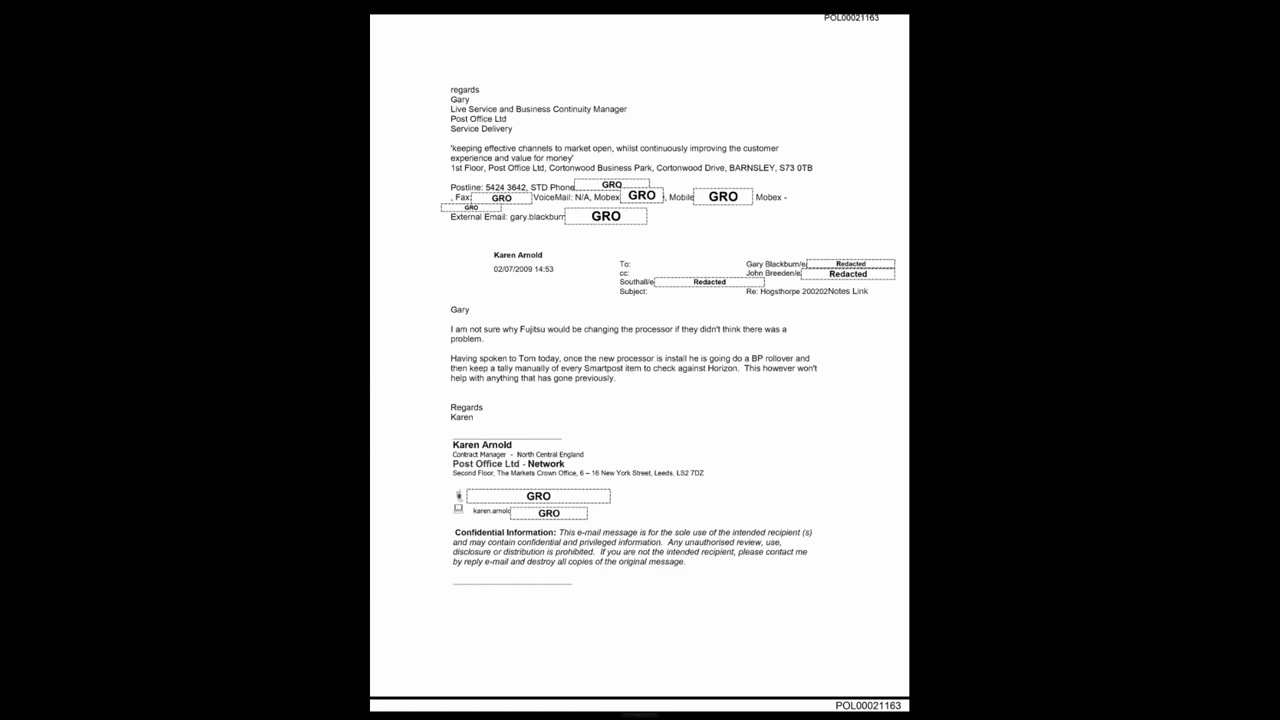 POL00021163
regards
Gary
Live Service and Business Continuity Manager
Post Office Ltd
Service Delivery
'keeping effective channels to market open, whilst continuously improving the customer
experience and value for money'
1st Floor, Post Office Ltd, Cortonwood Business Park, Cortonwood Drive, BARNSLEY, S73 0TB
Postline: 5424 3642, STD Phone GRO
, Fax: GRO VoiceMail: N/A, Mobex GRO , Mobile GRO Mobex -
GRO
External Email: gary.blackburn GRO
Karen Arnold
02/07/2009 14:53
To: Gary Blackburn/e Redacted
cc: John Breeden/e Redacted
Southall/e Redacted
Subject: Re: Hogsthorpe 200202Notes Link
Gary
I am not sure why Fujitsu would be changing the processor if they didn't think there was a
problem.
Having spoken to Tom today, once the new processor is install he is going do a BP rollover and
then keep a tally manually of every Smartpost item to check against Horizon. This however won't
help with anything that has gone previously.
Regards
Karen
Karen Arnold
Contract Manager - North Central England
Post Office Ltd - Network
Second Floor, The Markets Crown Office, 6 – 16 New York Street, Leeds, LS2 7DZ
GRO
karen.arnold GRO
Confidential Information: This e-mail message is for the sole use of the intended recipient (s)
and may contain confidential and privileged information. Any unauthorised review, use,
disclosure or distribution is prohibited. If you are not the intended recipient, please contact me
by reply e-mail and destroy all copies of the original message.
POL00021163